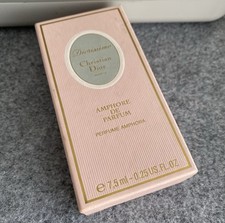 Diorissimo
Christian
Dior
AMPHORE
DE
PARFUM
PERFUME AMPHORA
e 7,5 ml - 0.25 US FL.OZ